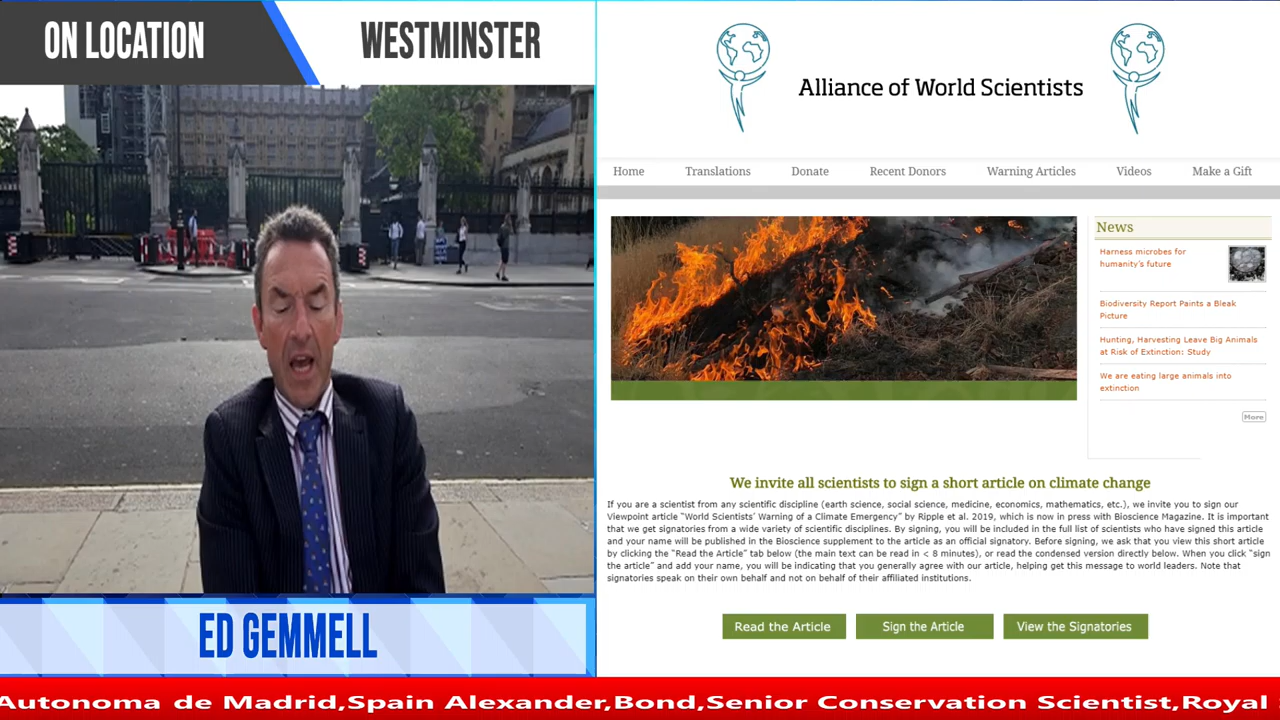 ON LOCATION
WESTMINSTER
ED GEMMELL
Alliance of World Scientists
Home Translations Donate Recent Donors Warning Articles Videos Make a Gift
News
Harness microbes for
humanity's future
Biodiversity Report Paints a Bleak
Picture
Hunting, Harvesting Leave Big Animals
at Risk of Extinction: Study
We are eating large animals into
extinction
More
We invite all scientists to sign a short article on climate change
If you are a scientist from any scientific discipline (earth science, social science, medicine, economics, mathematics, etc.), we invite you to sign our
Viewpoint article "World Scientists' Warning of a Climate Emergency" by Ripple et al. 2019, which is now in press with Bioscience Magazine. It is important
that we get signatories from a wide variety of scientific disciplines. By signing, you will be included in the full list of scientists who have signed this article
and your name will be published in the Bioscience supplement to the article as an official signatory. Before signing, we ask that you view this short article
by clicking the "Read the Article" tab below (the main text can be read in < 8 minutes), or read the condensed version directly below. When you click "sign
the article" and add your name, you will be indicating that you generally agree with our article, helping get this message to world leaders. Note that
signatories speak on their own behalf and not on behalf of their affiliated institutions.
Read the Article Sign the Article View the Signatories
Autonoma de Madrid,Spain Alexander,Bond,Senior Conservation Scientist,Royal